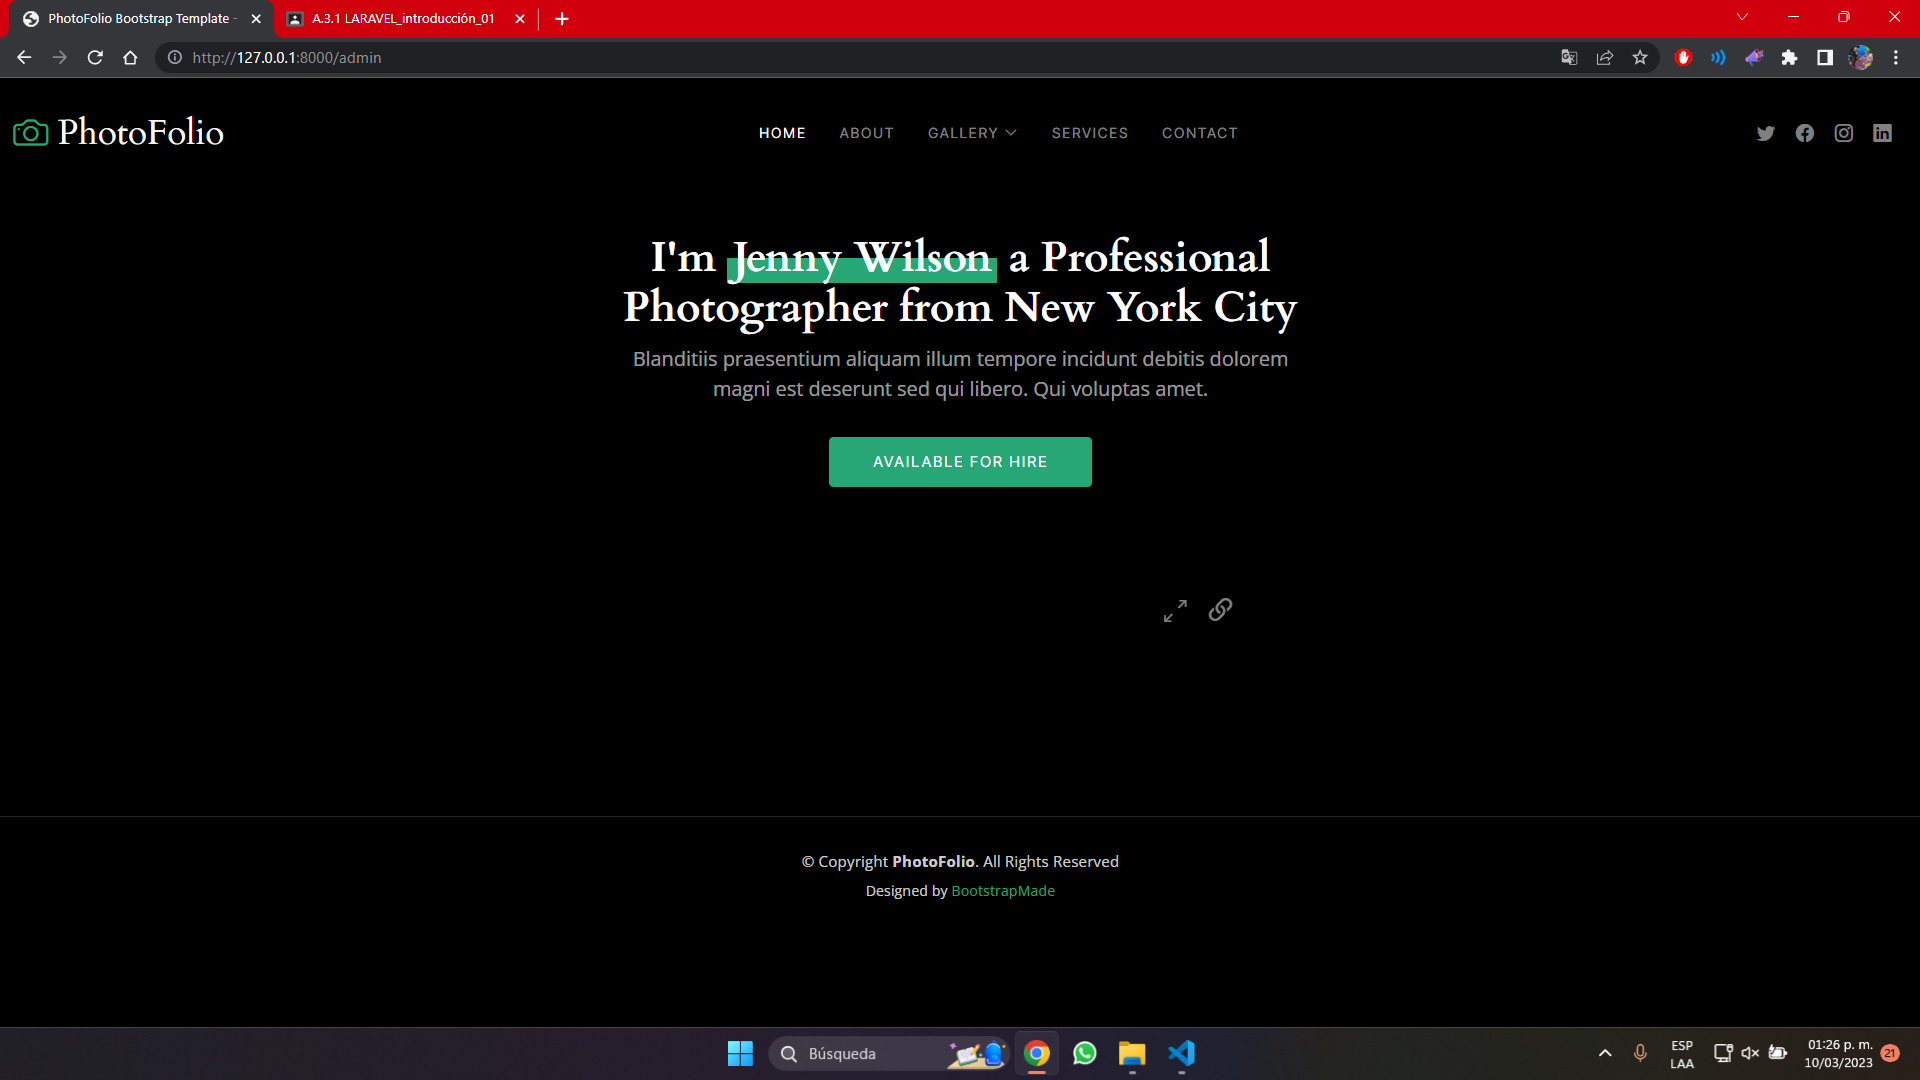 PhotoFolio Bootstrap Template -
A.3.1 LARAVEL_introducción_01
http://127.0.0.1:8000/admin
PhotoFolio
HOME
ABOUT
GALLERY
SERVICES
CONTACT
I'm Jenny Wilson a Professional
Photographer from New York City
Blanditiis praesentium aliquam illum tempore incidunt debitis dolorem
magni est deserunt sed qui libero. Qui voluptas amet.
AVAILABLE FOR HIRE
© Copyright PhotoFolio. All Rights Reserved
Designed by BootstrapMade
Búsqueda
ESP
LAA
01:26 p. m.
10/03/2023
21